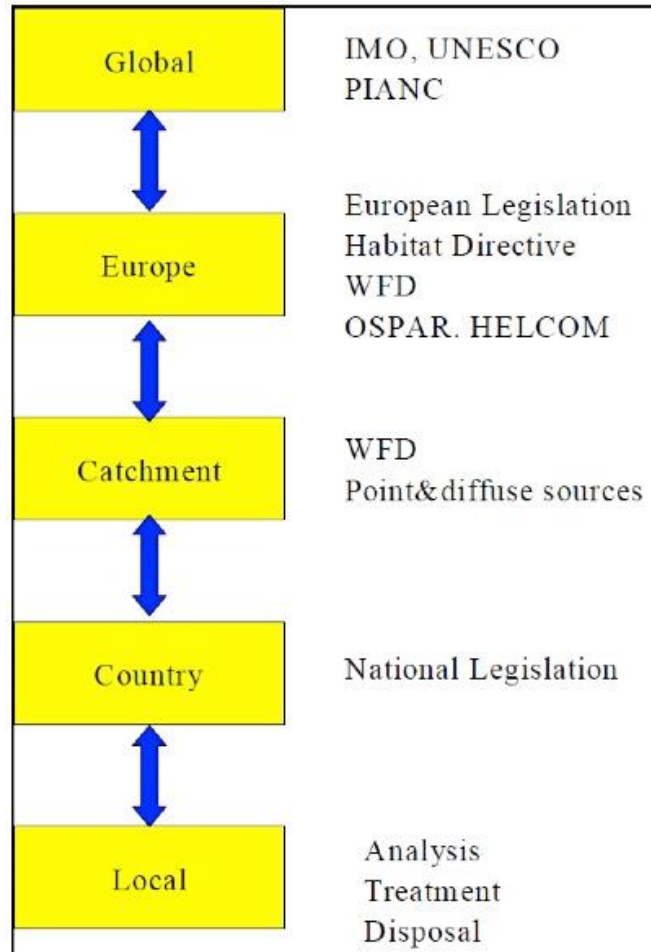 Global
IMO, UNESCO
PIANC
Europe
European Legislation
Habitat Directive
WFD
OSPAR. HELCOM
Catchment
WFD
Point&diffuse sources
Country
National Legislation
Local
Analysis
Treatment
Disposal